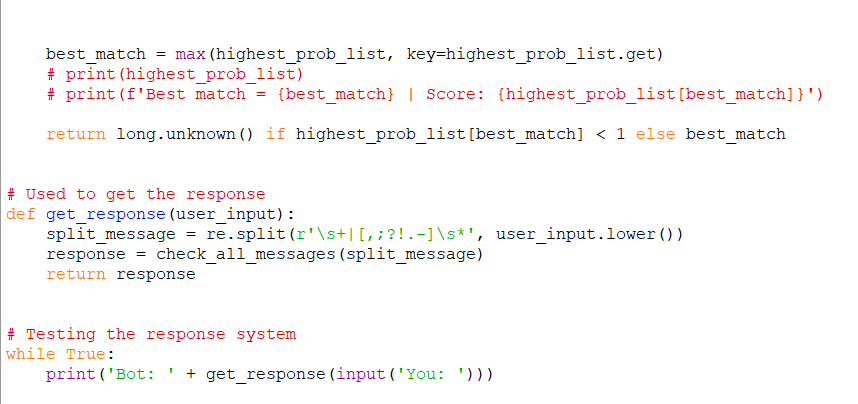 best_match = max(highest_prob_list, key=highest_prob_list.get)
# print(highest_prob_list)
# print(f'Best match = {best_match} | Score: {highest_prob_list[best_match]}')
return long.unknown() if highest_prob_list[best_match] < 1 else best_match
# Used to get the response
def get_response(user_input):
split_message = re.split(r'\s+|[,;?!.-]\s*', user_input.lower())
response = check_all_messages(split_message)
return response
# Testing the response system
while True:
print('Bot: ' + get_response(input('You: ')))